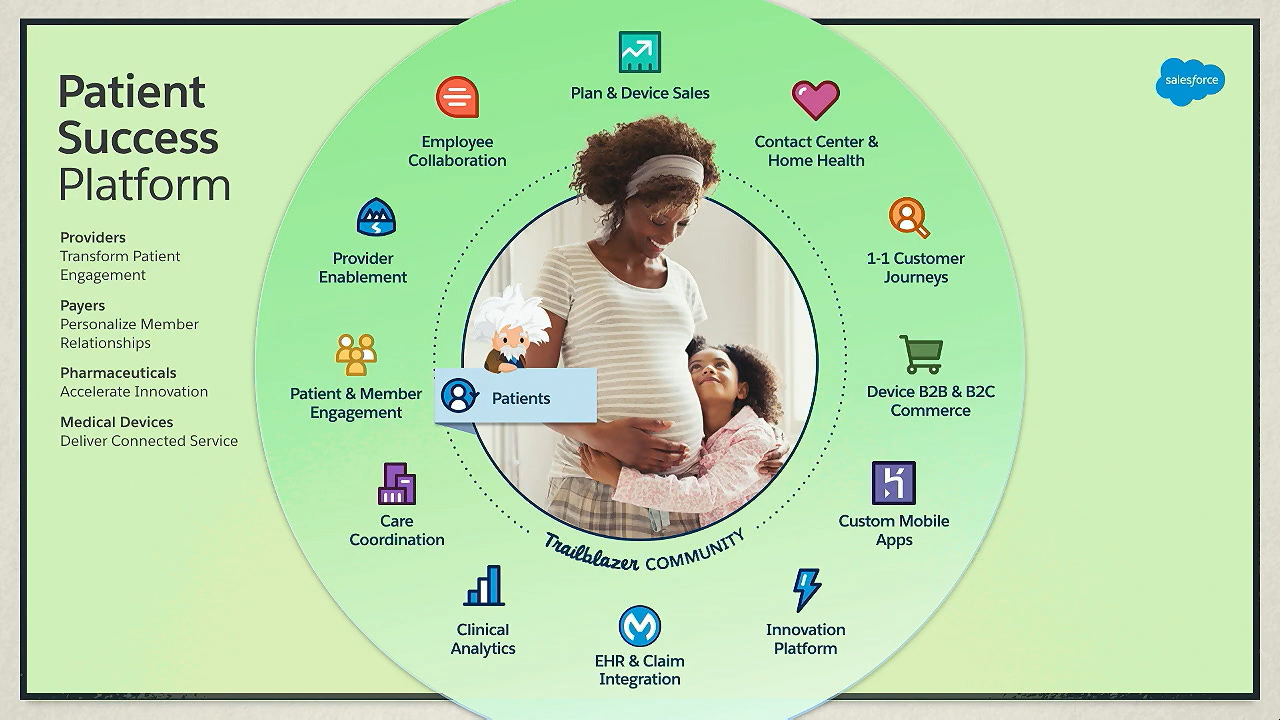 Patient
Success
Platform
Providers
Transform Patient
Engagement
Payers
Personalize Member
Relationships
Pharmaceuticals
Accelerate Innovation
Medical Devices
Deliver Connected Service
Plan & Device Sales
Contact Center &
Home Health
1-1 Customer
Journeys
Device B2B & B2C
Commerce
Custom Mobile
Apps
Innovation
Platform
EHR & Claim
Integration
Clinical
Analytics
Care
Coordination
Patient & Member
Engagement
Provider
Enablement
Employee
Collaboration
Patients
Trailblazer COMMUNITY
salesforce